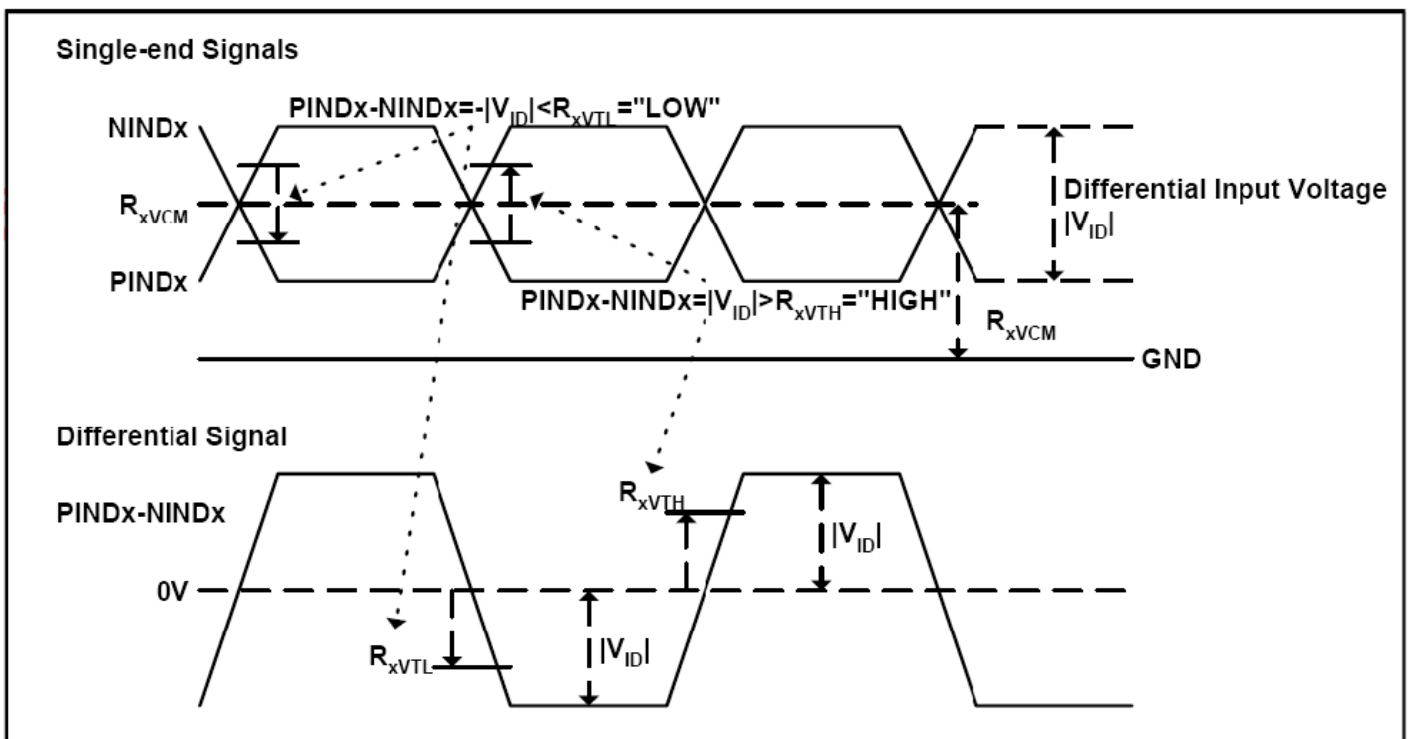 Single-end Signals
PINDx-NINDx=-|VID|<RxVTL="LOW"
NINDx
RxVCM
Differential Input Voltage
|VID|
PINDx
PINDx-NINDx=|VID|>RxVTH="HIGH"
RxVCM
GND
Differential Signal
RxVTH
PINDx-NINDx
|VID|
0V
RxVTL
|VID|